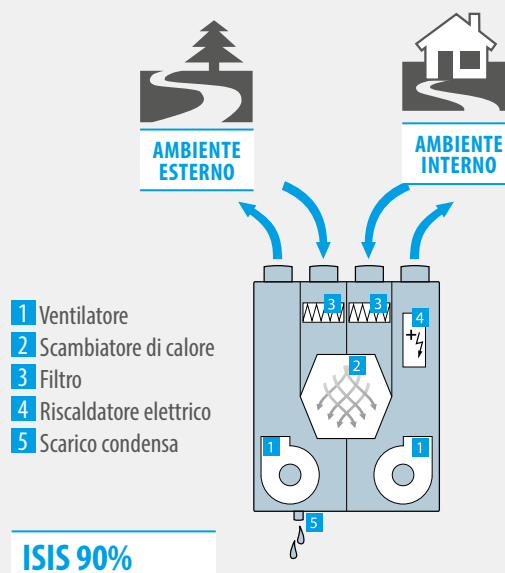 AMBIENTE
ESTERNO
AMBIENTE
INTERNO
1 Ventilatore
2 Scambiatore di calore
3 Filtro
4 Riscaldatore elettrico
5 Scarico condensa
3
3
4
+
2
1
1
5
ISIS 90%